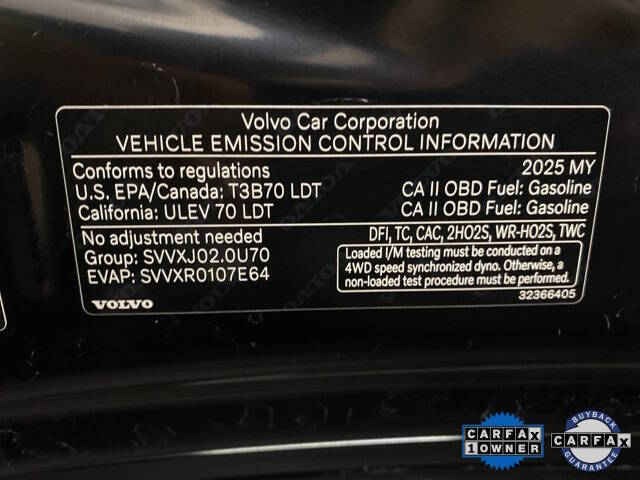 Volvo Car Corporation
VEHICLE EMISSION CONTROL INFORMATION
Conforms to regulations 2025 MY
U.S. EPA/Canada: T3B70 LDT CA II OBD Fuel: Gasoline
California: ULEV 70 LDT CA II OBD Fuel: Gasoline
No adjustment needed DFI, TC, CAC, 2HO2S, WR-HO2S, TWC
Group: SVVXJ02.0U70
EVAP: SVVXR0107E64
Loaded I/M testing must be conducted on a
4WD speed synchronized dyno. Otherwise, a
non-loaded test procedure must be performed.
VOLVO 32366405
CARFAX
1 OWNER
BUYBACK
CARFAX
GUARANTEE